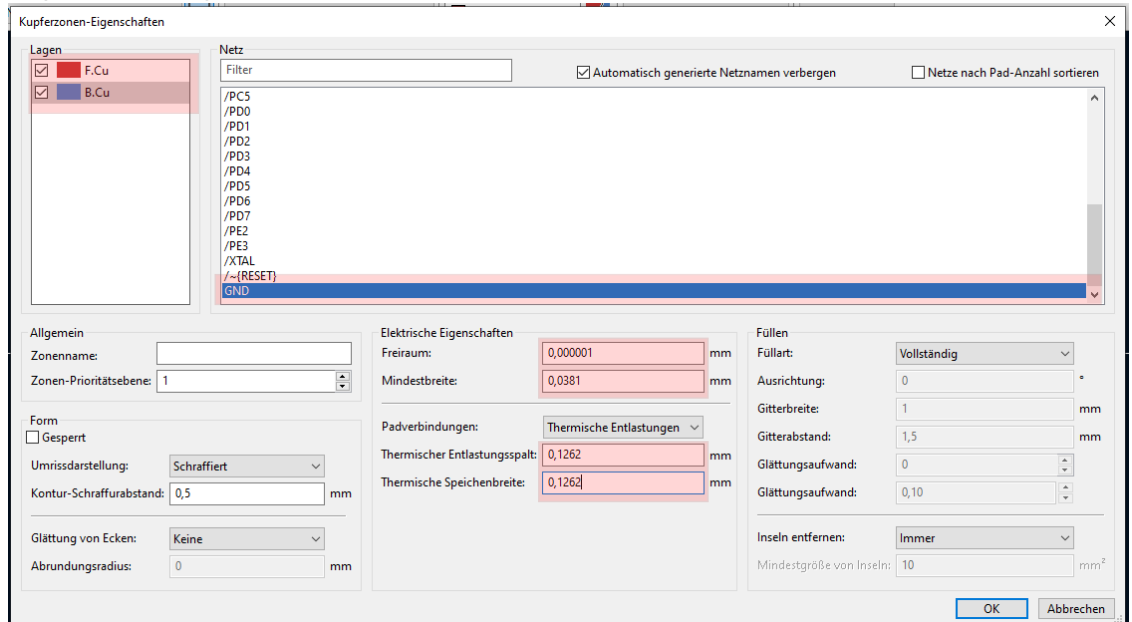 Kupferzonen-Eigenschaften
Lagen
F.Cu
B.Cu
Netz
Filter
Automatisch generierte Netznamen verbergen
Netze nach Pad-Anzahl sortieren
/PC5
/PD0
/PD1
/PD2
/PD3
/PD4
/PD5
/PD6
/PD7
/PE2
/PE3
/XTAL
/~{RESET}
GND
Allgemein
Zonenname:
Zonen-Prioritätsebene: 1
Form
Gesperrt
Umrissdarstellung: Schraffiert
Kontur-Schraffurabstand: 0,5 mm
Glättung von Ecken: Keine
Abrundungsradius: 0 mm
Elektrische Eigenschaften
Freiraum: 0,000001 mm
Mindestbreite: 0,0381 mm
Padverbindungen: Thermische Entlastungen
Thermischer Entlastungsspalt: 0,1262 mm
Thermische Speichenbreite: 0,1262 mm
Füllen
Füllart: Vollständig
Ausrichtung: 0 °
Gitterbreite: 1 mm
Gitterabstand: 1,5 mm
Glättungsaufwand: 0
Glättungsaufwand: 0,10
Inseln entfernen: Immer
Mindestgröße von Inseln: 10 mm²
OK Abbrechen